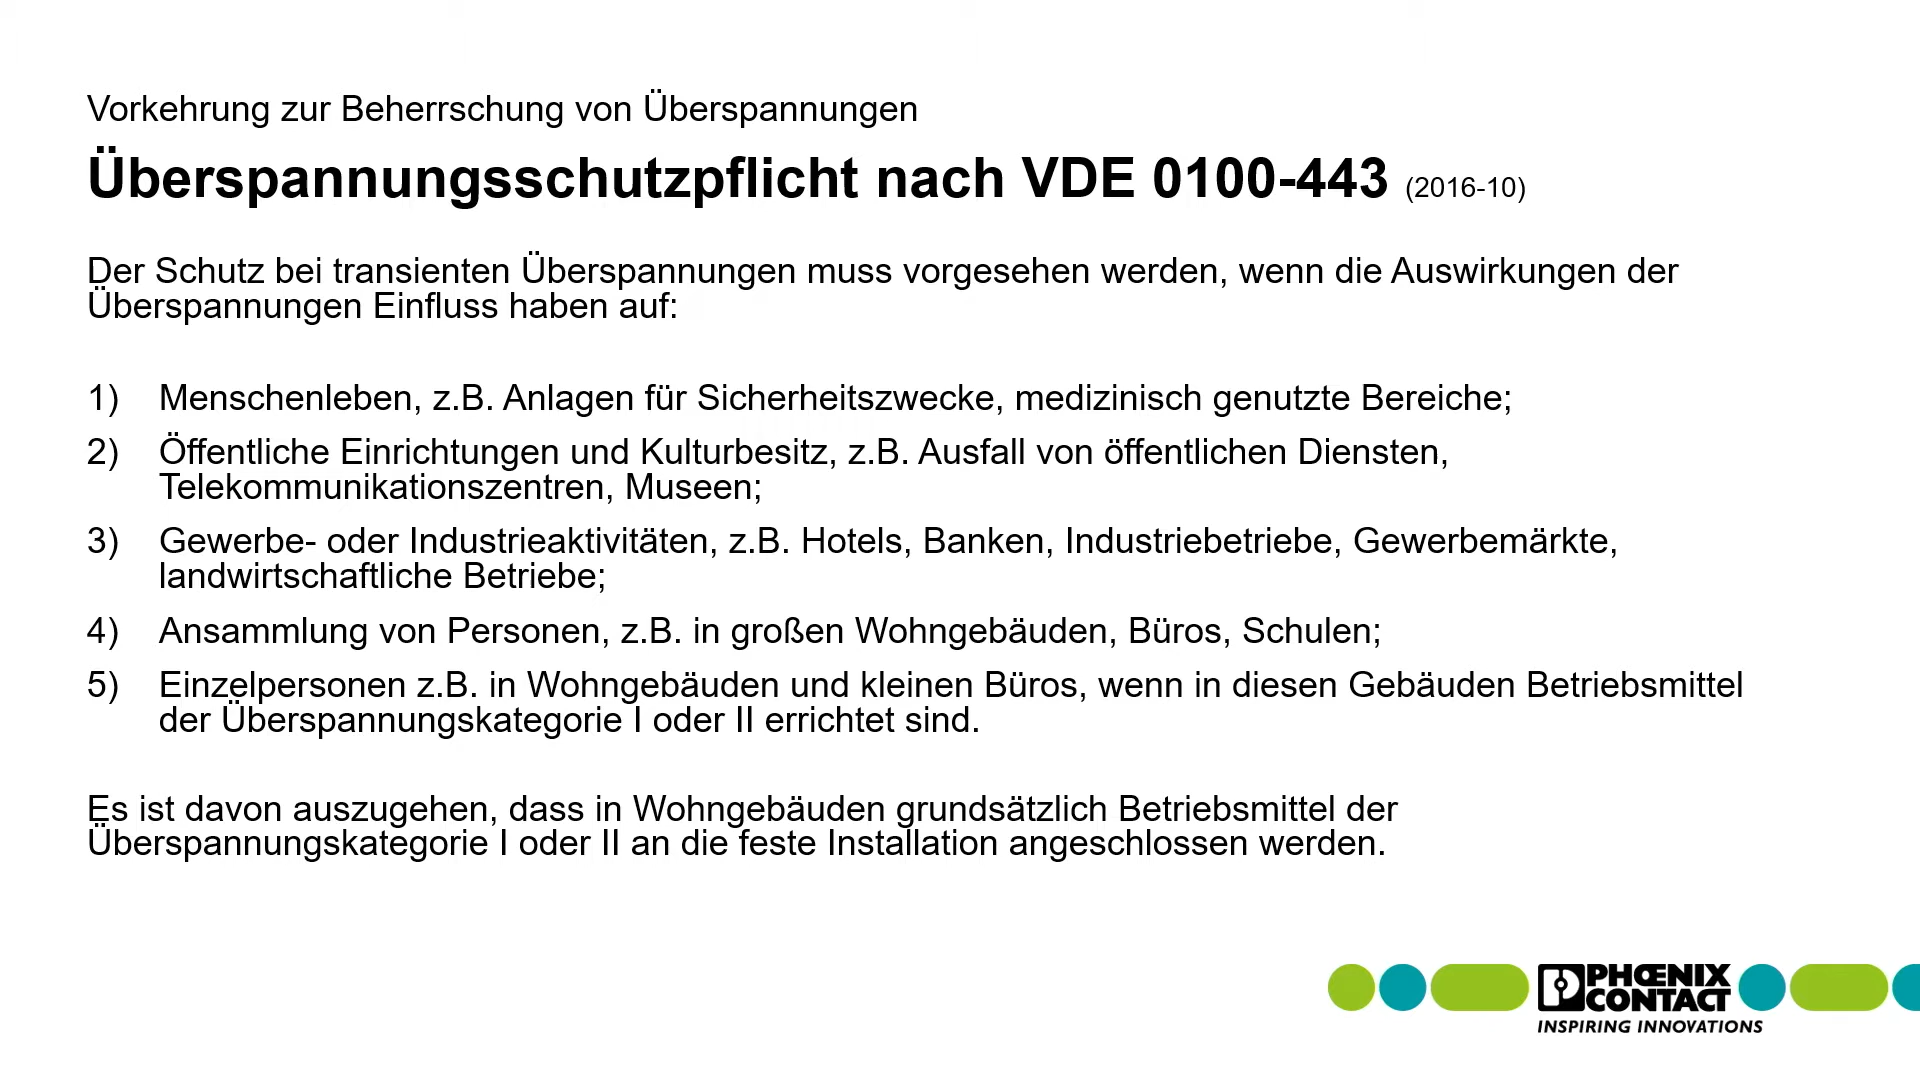 Vorkehrung zur Beherrschung von Überspannungen
Überspannungsschutzpflicht nach VDE 0100-443 (2016-10)
Der Schutz bei transienten Überspannungen muss vorgesehen werden, wenn die Auswirkungen der
Überspannungen Einfluss haben auf:
1) Menschenleben, z.B. Anlagen für Sicherheitszwecke, medizinisch genutzte Bereiche;
2) Öffentliche Einrichtungen und Kulturbesitz, z.B. Ausfall von öffentlichen Diensten,
Telekommunikationszentren, Museen;
3) Gewerbe- oder Industrieaktivitäten, z.B. Hotels, Banken, Industriebetriebe, Gewerbemärkte,
landwirtschaftliche Betriebe;
4) Ansammlung von Personen, z.B. in großen Wohngebäuden, Büros, Schulen;
5) Einzelpersonen z.B. in Wohngebäuden und kleinen Büros, wenn in diesen Gebäuden Betriebsmittel
der Überspannungskategorie I oder II errichtet sind.
Es ist davon auszugehen, dass in Wohngebäuden grundsätzlich Betriebsmittel der
Überspannungskategorie I oder II an die feste Installation angeschlossen werden.
PHŒNIX
CONTACT
INSPIRING INNOVATIONS